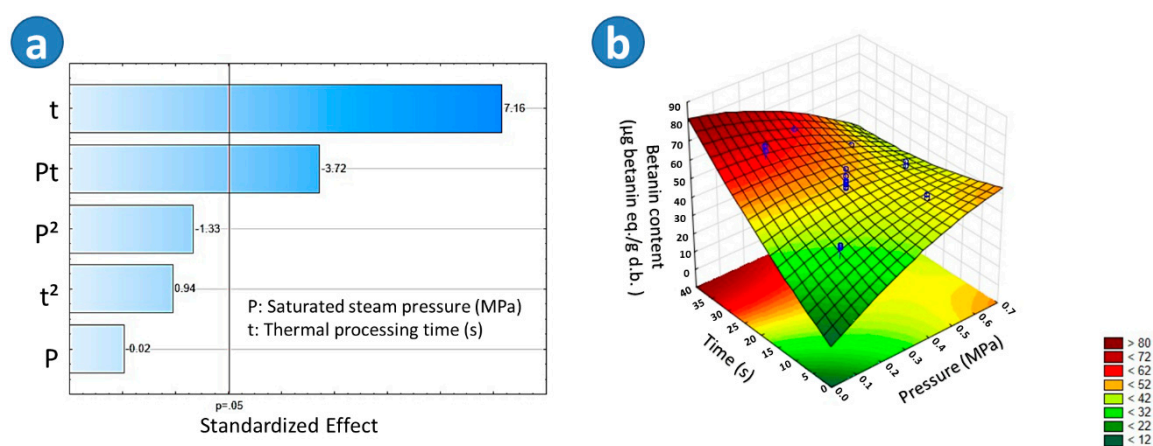 a
t
7.16
Pt
-3.72
P²
-1.33
t²
0.94
P
-0.02
P: Saturated steam pressure (MPa)
t: Thermal processing time (s)
p=.05
Standardized Effect
b
Betanin content
(µg betanin eq./g d.b. )
90
80
70
60
50
40
30
20
10
0
40
35
30
25
20
15
10
5
0
Time (s)
0.0
0.1
0.2
0.3
0.4
0.5
0.6
0.7
Pressure (MPa)
> 80
< 72
< 62
< 52
< 42
< 32
< 22
< 12